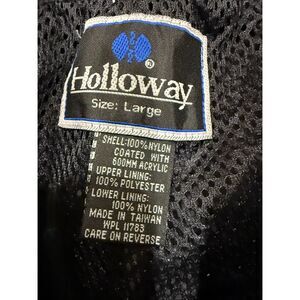 ®
Holloway
Size: Large
SHELL:100% NYLON
COATED WITH
600MM ACRYLIC
UPPER LINING:
100% POLYESTER
LOWER LINING:
100% NYLON
MADE IN TAIWAN
WPL 11783
CARE ON REVERSE